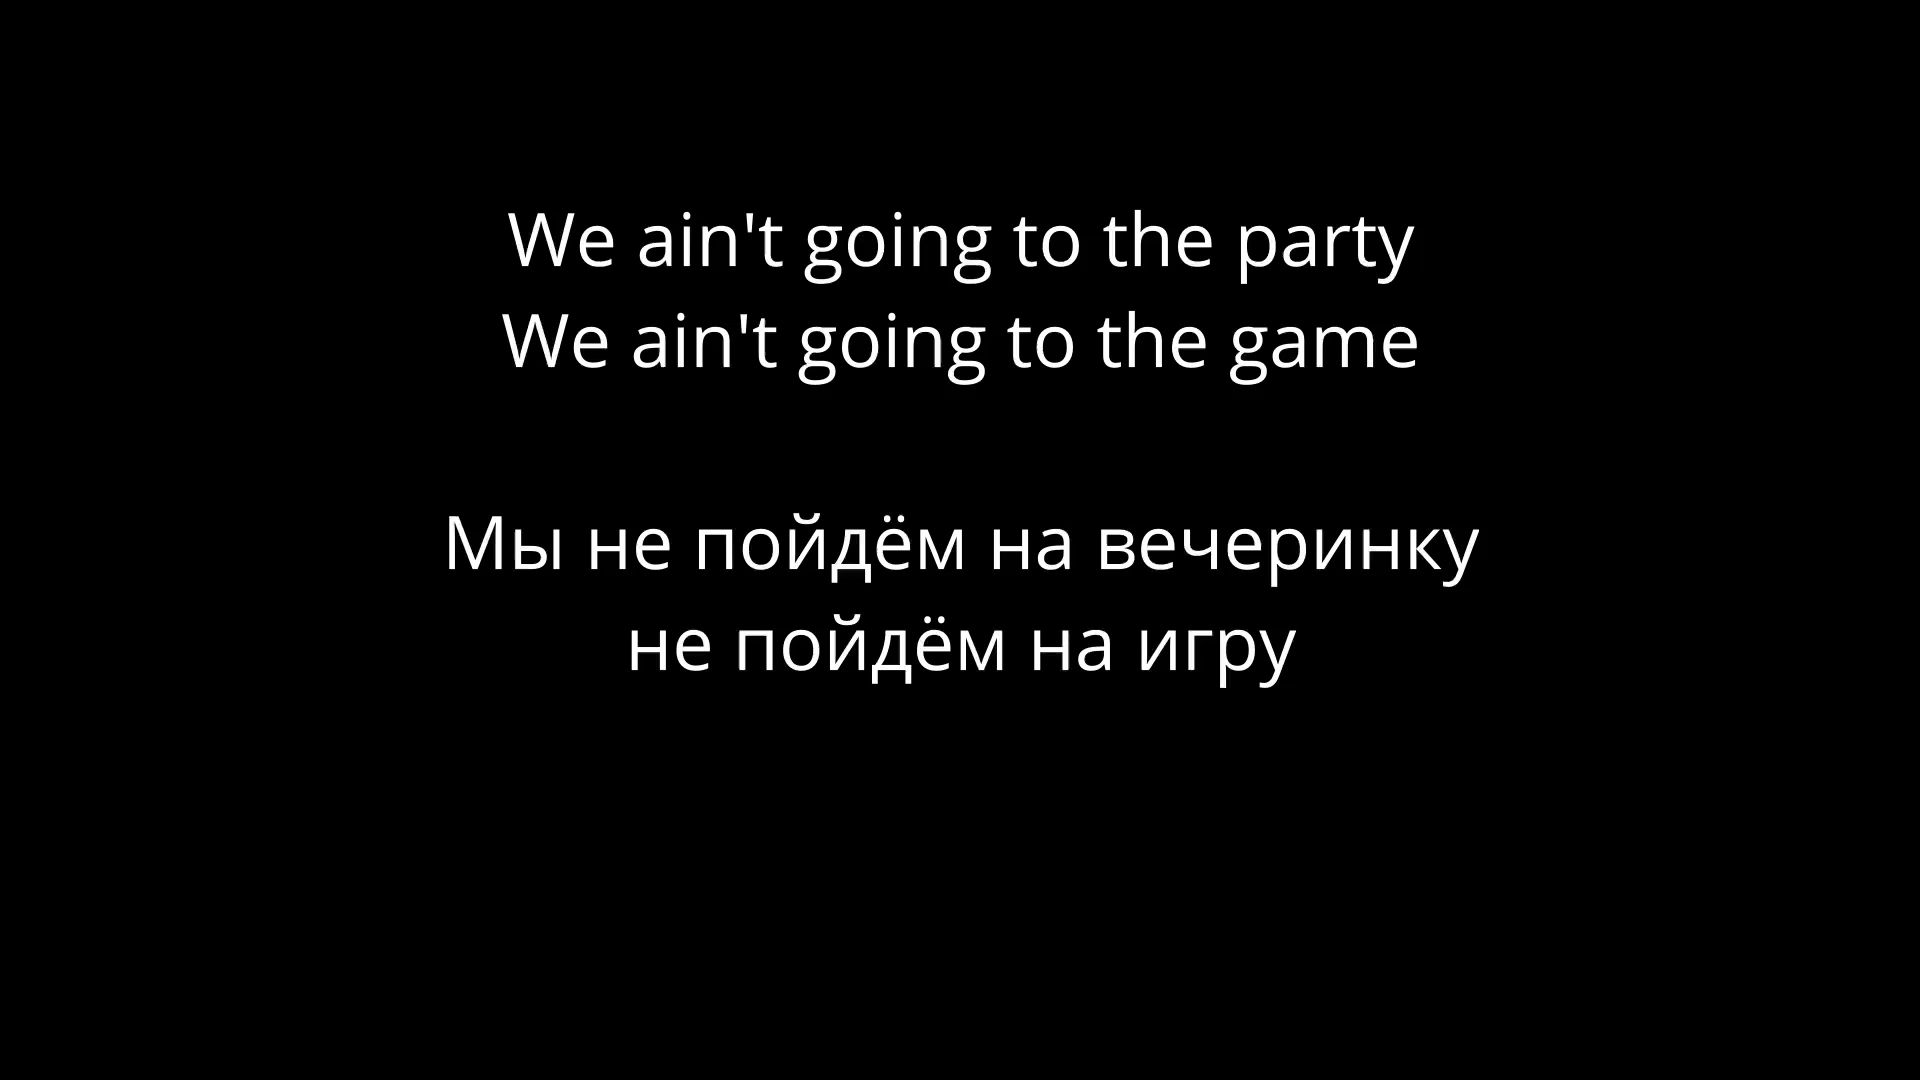 We ain't going to the party
We ain't going to the game
Мы не пойдём на вечеринку
не пойдём на игру